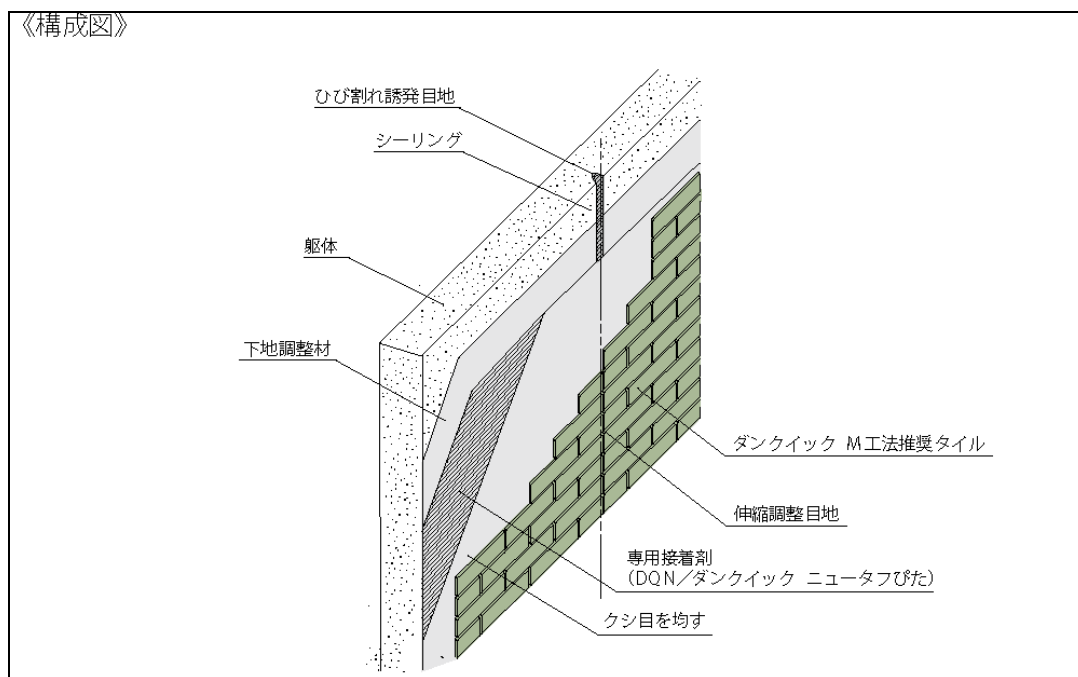 《構成図》
ひび割れ誘発目地
シーリング
躯体
下地調整材
ダンクイック M工法推奨タイル
伸縮調整目地
専用接着剤
(DQN/ダンクイック ニュータフぴた)
クシ目を均す